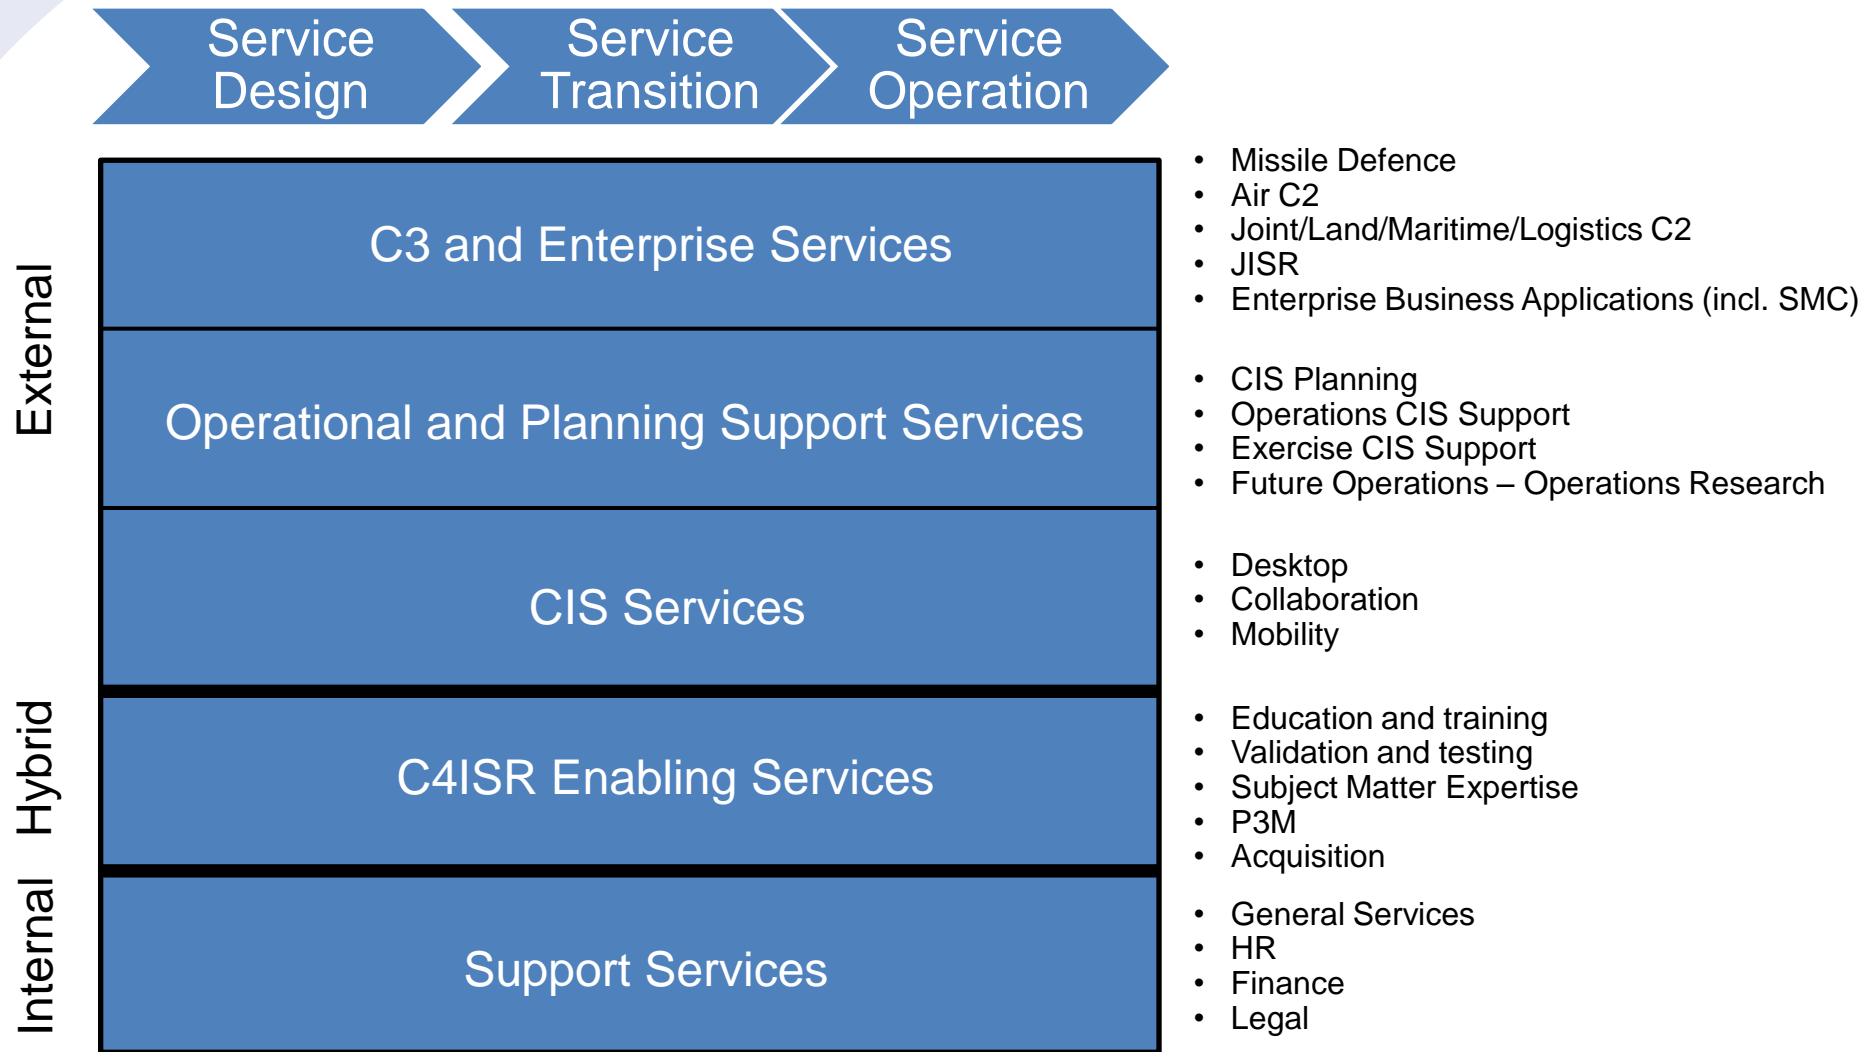 Service
Design
Service
Transition
Service
Operation
External
C3 and Enterprise Services
• Missile Defence
• Air C2
• Joint/Land/Maritime/Logistics C2
• JISR
• Enterprise Business Applications (incl. SMC)
Operational and Planning Support Services
• CIS Planning
• Operations CIS Support
• Exercise CIS Support
• Future Operations – Operations Research
CIS Services
• Desktop
• Collaboration
• Mobility
Hybrid
C4ISR Enabling Services
• Education and training
• Validation and testing
• Subject Matter Expertise
• P3M
• Acquisition
Internal
Support Services
• General Services
• HR
• Finance
• Legal